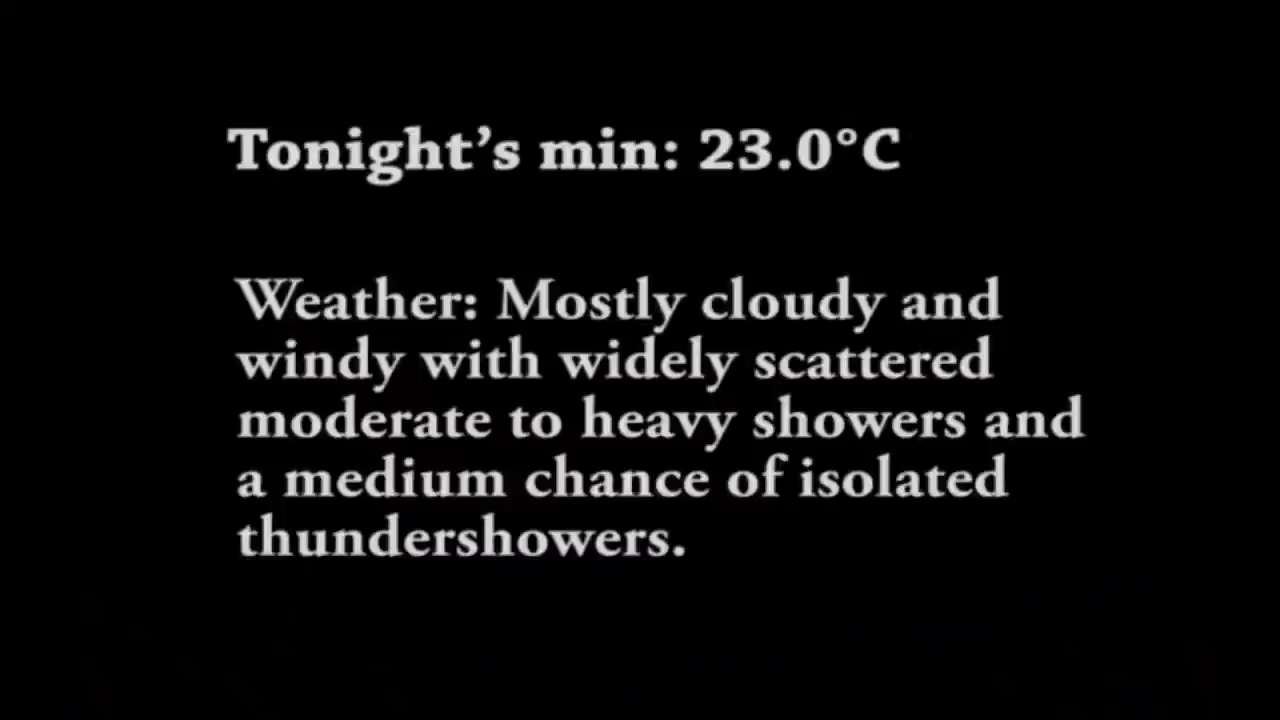 Tonight’s min: 23.0°C
Weather: Mostly cloudy and
windy with widely scattered
moderate to heavy showers and
a medium chance of isolated
thundershowers.